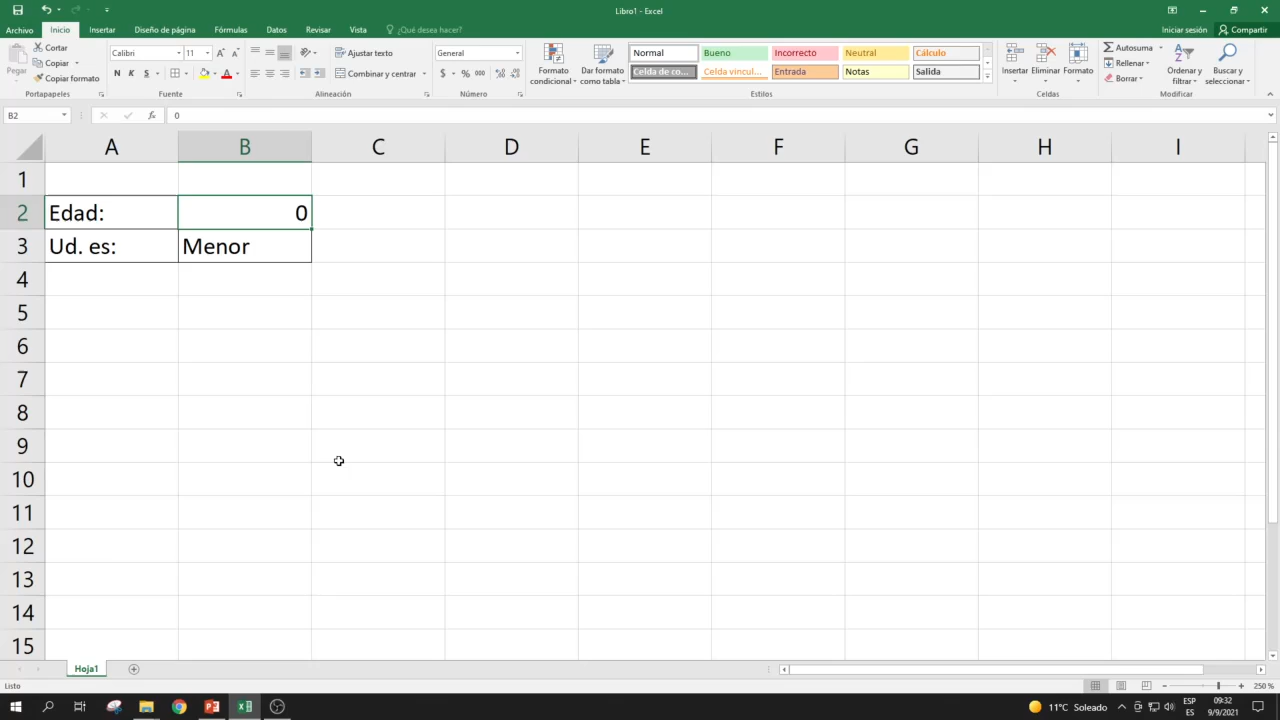 Libro1 - Excel
Archivo Inicio Insertar Diseño de página Fórmulas Datos Revisar Vista ¿Qué desea hacer? Iniciar sesión Compartir
Pegar
Cortar
Copiar
Copiar formato
Portapapeles
Calibri 11
N K S
Fuente
Ajustar texto
Combinar y centrar
Alineación
General
$ % 000
Número
Formato condicional
Dar formato como tabla
Normal Bueno Incorrecto Neutral Cálculo
Celda de co... Celda vincul... Entrada Notas Salida
Estilos
Insertar Eliminar Formato
Celdas
Autosuma
Rellenar
Borrar
Ordenar y filtrar
Buscar y seleccionar
Modificar
B2 fx 0
A B C D E F G H I
1
2 Edad: 0
3 Ud. es: Menor
4
5
6
7
8
9
10
11
12
13
14
15
Hoja1
Listo 250 %
11°C Soleado ESP 09:32
ES 9/9/2021